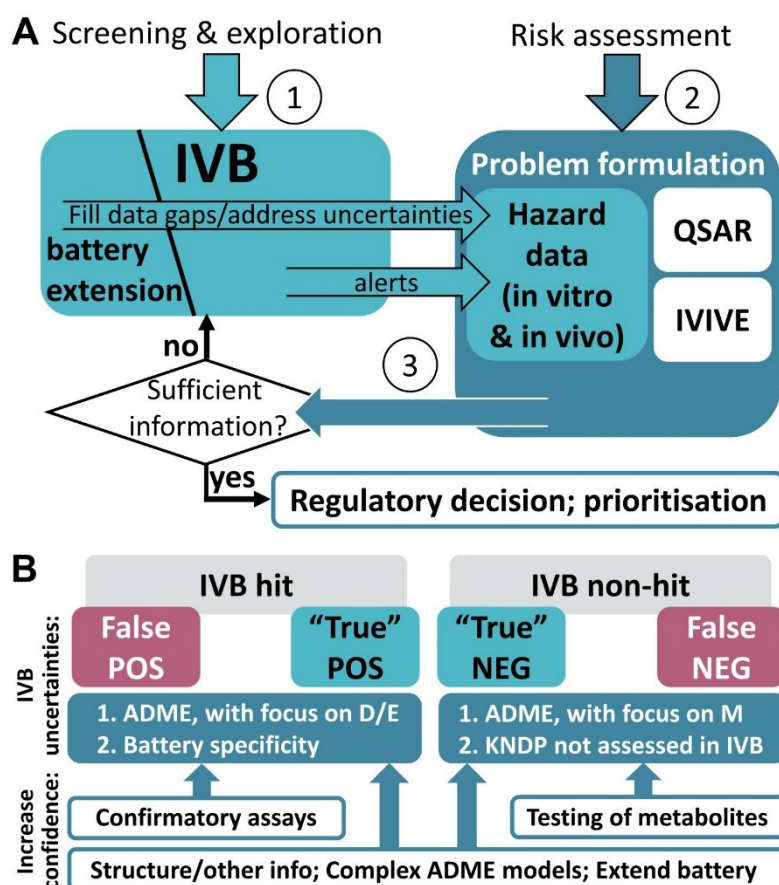 A
Screening & exploration
Risk assessment
1
2
IVB
Problem formulation
Fill data gaps/address uncertainties
battery
extension
alerts
Hazard
data
(in vitro
& in vivo)
QSAR
IVIVE
no
3
Sufficient
information?
yes
Regulatory decision; prioritisation
B
IVB hit
IVB non-hit
IVB
uncertainties:
False
POS
“True”
POS
“True”
NEG
False
NEG
1. ADME, with focus on D/E
2. Battery specificity
1. ADME, with focus on M
2. KNDP not assessed in IVB
Increase
confidence:
Confirmatory assays
Testing of metabolites
Structure/other info; Complex ADME models; Extend battery